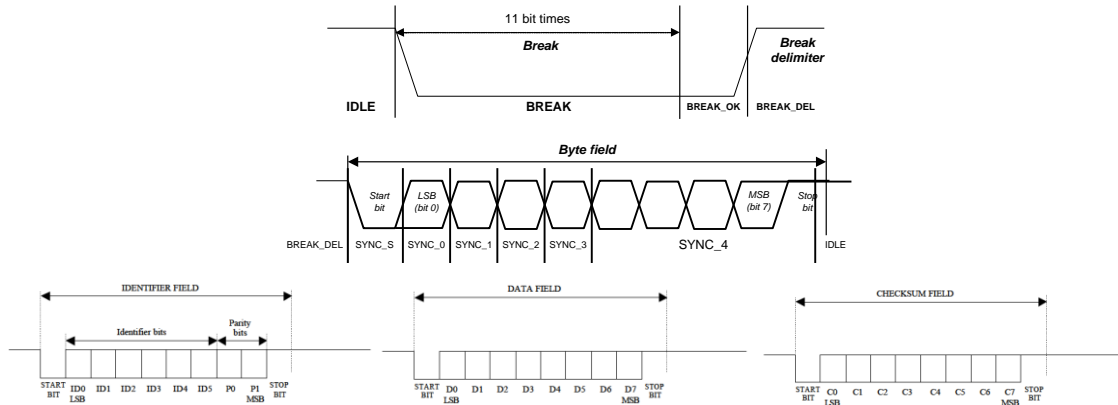 11 bit times
Break
Break
delimiter
IDLE
BREAK
BREAK_OK
BREAK_DEL
Byte field
Start
bit
LSB
(bit 0)
MSB
(bit 7)
Stop
bit
BREAK_DEL
SYNC_S
SYNC_0
SYNC_1
SYNC_2
SYNC_3
SYNC_4
IDLE
IDENTIFIER FIELD
Identifier bits
Parity
bits
START
BIT
ID0
LSB
ID1
ID2
ID3
ID4
ID5
P0
P1
MSB
STOP
BIT
DATA FIELD
START
BIT
D0
LSB
D1
D2
D3
D4
D5
D6
D7
MSB
STOP
BIT
CHECKSUM FIELD
START
BIT
C0
LSB
C1
C2
C3
C4
C5
C6
C7
MSB
STOP
BIT